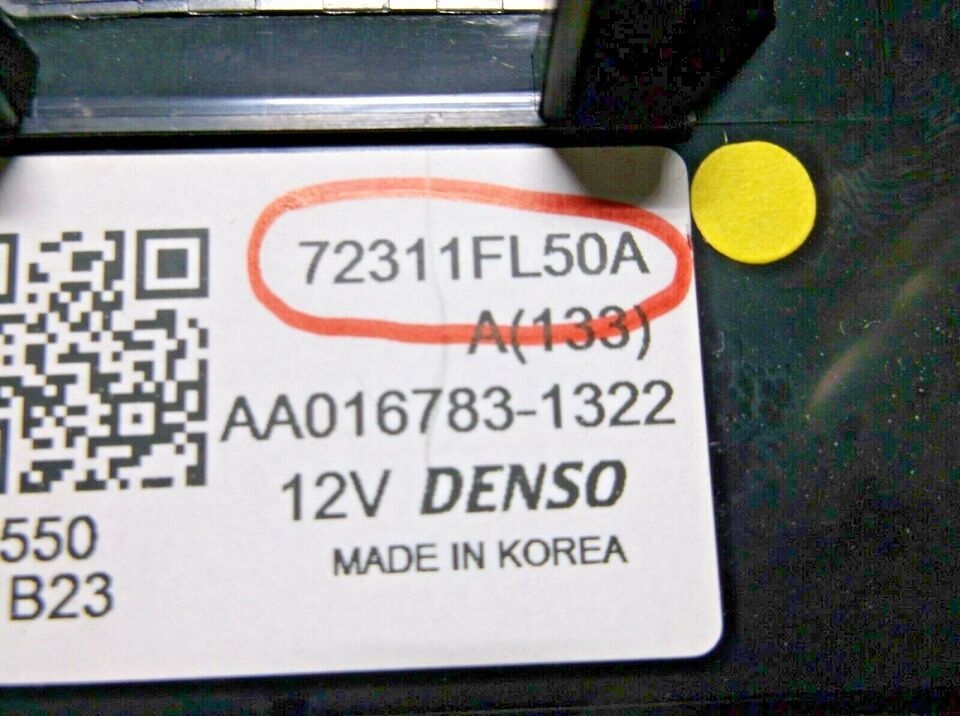 72311FL50A
A(133)
AA016783-1322
12V DENSO
MADE IN KOREA
550
B23